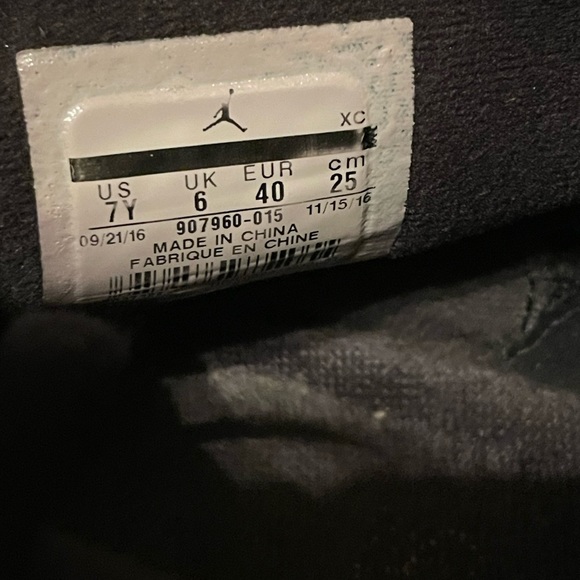 XC
US UK EUR cm
7Y 6 40 25
09/21/16 907960-015 11/15/16
MADE IN CHINA
FABRIQUE EN CHINE